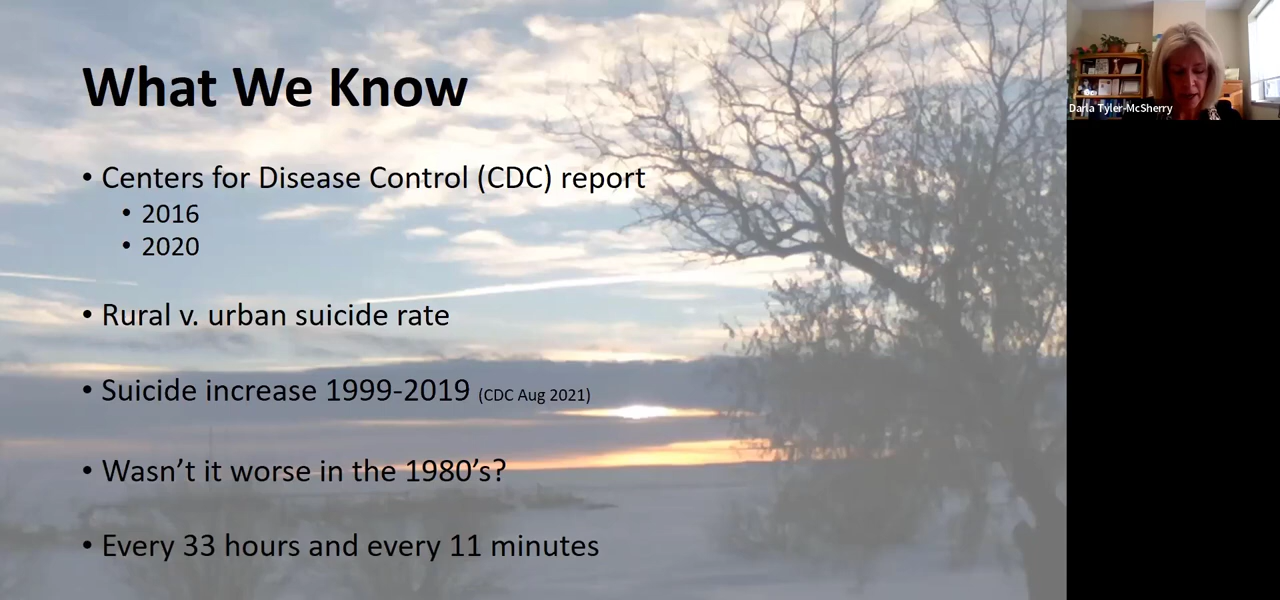 What We Know
• Centers for Disease Control (CDC) report
• 2016
• 2020
• Rural v. urban suicide rate
• Suicide increase 1999-2019 (CDC Aug 2021)
• Wasn't it worse in the 1980's?
• Every 33 hours and every 11 minutes
Darla Tyler-McSherry